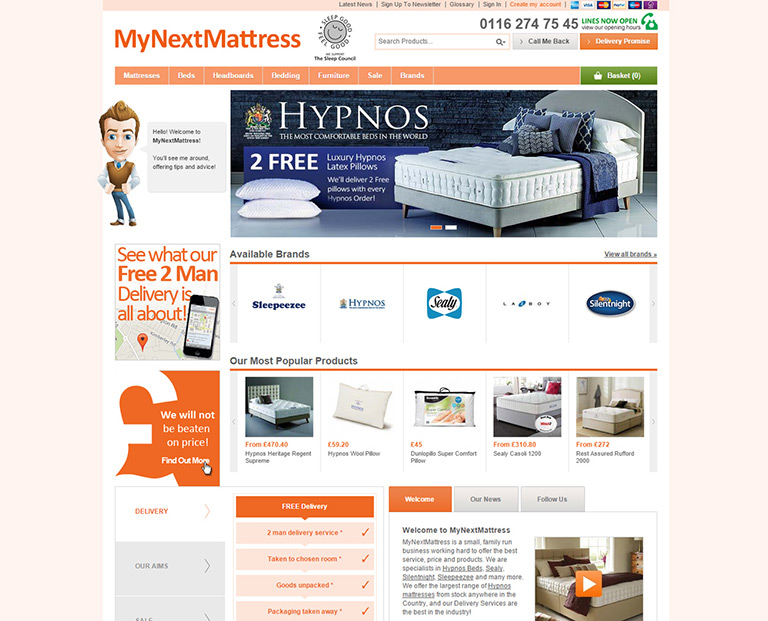 Latest News | Sign Up To Newsletter | Glossary | Sign In | Create my account |
MyNextMattress
SLEEP GOOD
FEEL GOOD
WE SUPPORT
The Sleep Council
0116 274 75 45
LINES NOW OPEN
view our opening hours
Search Products...
Call Me Back
Delivery Promise
Mattresses
Beds
Headboards
Bedding
Furniture
Sale
Brands
Basket (0)
Hello! Welcome to
MyNextMattress!
You'll see me around,
offering tips and advice!
HYPNOS
THE MOST COMFORTABLE BEDS IN THE WORLD
2 FREE
Luxury Hypnos
Latex Pillows
We'll deliver 2 Free
pillows with every
Hypnos Order!
See what our
Free 2 Man
Delivery is
all about!
Available Brands
View all brands »
Sleepeezee
HYPNOS
Sealy
LA Z BOY
Silentnight
Our Most Popular Products
From £470.40
Hypnos Heritage Regent
Supreme
£59.20
Hypnos Wool Pillow
£45
Dunlopillo Super Comfort
Pillow
From £310.80
Sealy Casoli 1200
From £272
Rest Assured Rufford
2000
£
We will not
be beaten
on price!
Find Out More
DELIVERY
OUR AIMS
SALE
FREE Delivery
2 man delivery service *
Taken to chosen room *
Goods unpacked *
Packaging taken away *
Welcome
Our News
Follow Us
Welcome to MyNextMattress
MyNextMattress is a small, family run
business working hard to offer the best
service, price and products. We are
specialists in Hypnos Beds, Sealy,
Silentnight, Sleepeezee and many more.
We offer the largest range of Hypnos
mattresses from stock anywhere in the
Country, and our Delivery Services are
the best in the industry!